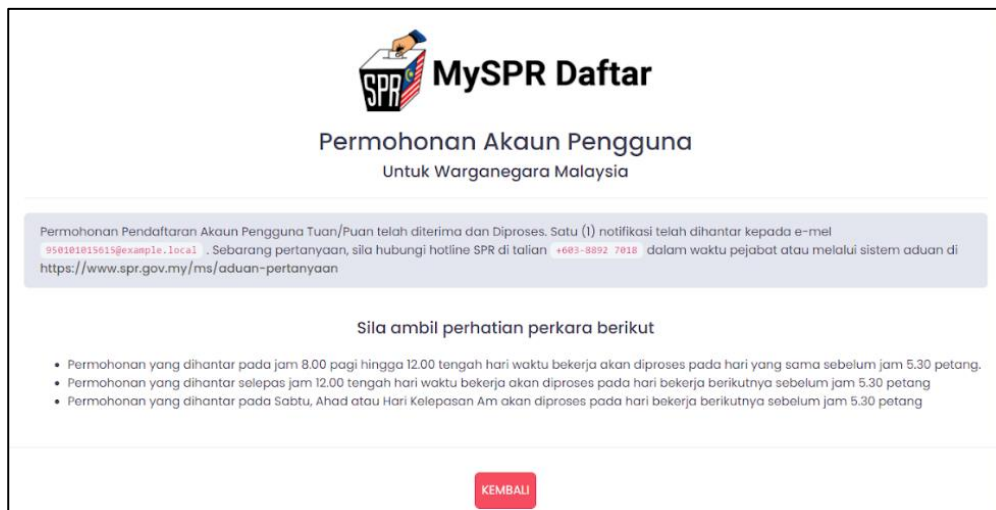 SPR
MySPR Daftar
Permohonan Akaun Pengguna
Untuk Warganegara Malaysia
Permohonan Pendaftaran Akaun Pengguna Tuan/Puan telah diterima dan Diproses. Satu (1) notifikasi telah dihantar kepada e-mel
950101015615@example.local . Sebarang pertanyaan, sila hubungi hotline SPR di talian +603-8892 7018 dalam waktu pejabat atau melalui sistem aduan di
https://www.spr.gov.my/ms/aduan-pertanyaan
Sila ambil perhatian perkara berikut
• Permohonan yang dihantar pada jam 8.00 pagi hingga 12.00 tengah hari waktu bekerja akan diproses pada hari yang sama sebelum jam 5.30 petang.
• Permohonan yang dihantar selepas jam 12.00 tengah hari waktu bekerja akan diproses pada hari bekerja berikutnya sebelum jam 5.30 petang
• Permohonan yang dihantar pada Sabtu, Ahad atau Hari Kelepasan Am akan diproses pada hari bekerja berikutnya sebelum jam 5.30 petang
KEMBALI